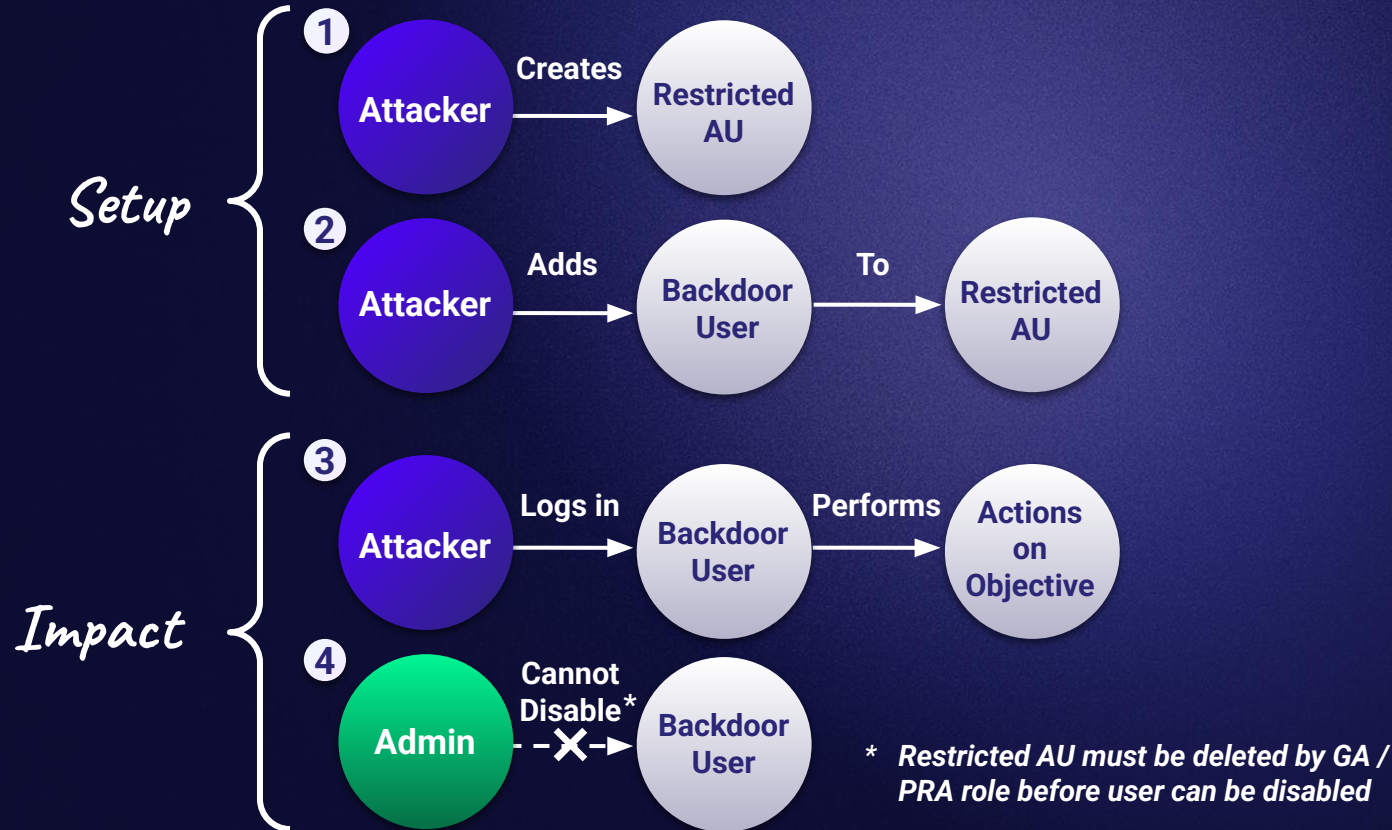 Setup
1
Attacker
Creates
Restricted
AU
2
Attacker
Adds
Backdoor
User
To
Restricted
AU
Impact
3
Attacker
Logs in
Backdoor
User
Performs
Actions
on
Objective
4
Admin
Cannot
Disable*
Backdoor
User
* Restricted AU must be deleted by GA /
PRA role before user can be disabled